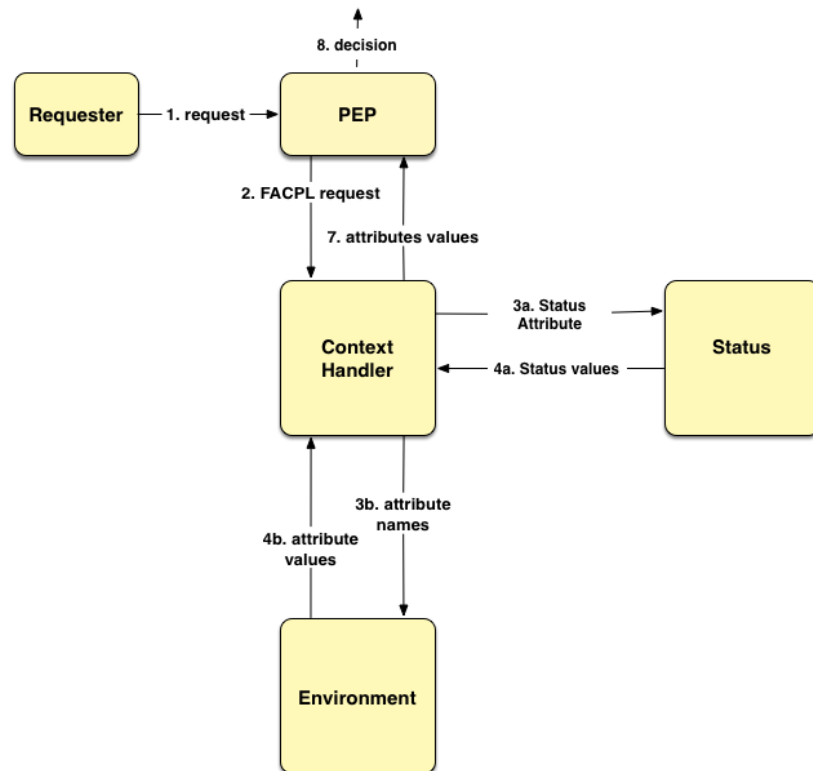 8. decision
Requester
1. request
PEP
2. FACPL request
7. attributes values
Context
Handler
3a. Status
Attribute
Status
4a. Status values
3b. attribute
names
4b. attribute
values
Environment